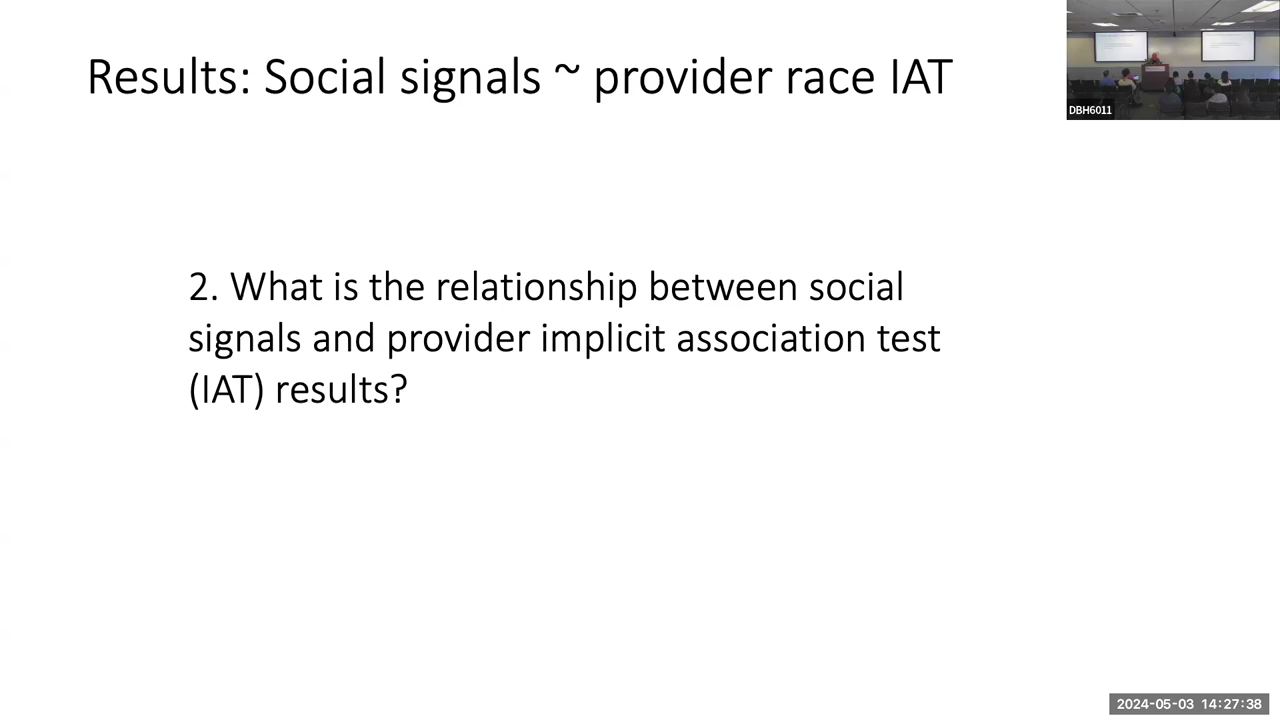 Results: Social signals ~ provider race IAT
DBH6011
2. What is the relationship between social
signals and provider implicit association test
(IAT) results?
2024-05-03 14:27:38